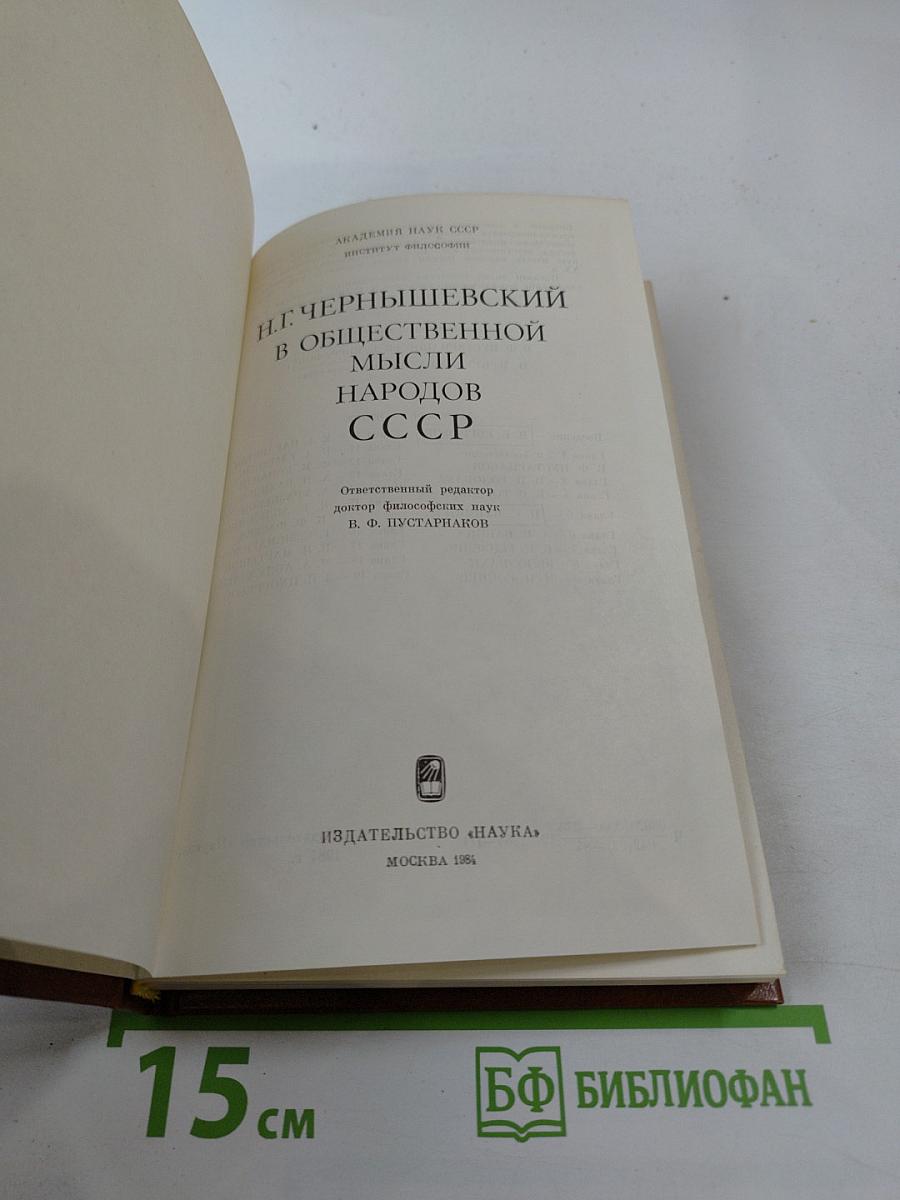 АКАДЕМИЯ НАУК СССР
ИНСТИТУТ ФИЛОСОФИИ
Н.Г. ЧЕРНЫШЕВСКИЙ
В ОБЩЕСТВЕННОЙ
МЫСЛИ
НАРОДОВ
СССР
Ответственный редактор
доктор философских наук
В. Ф. ПУСТАРНАКОВ
ИЗДАТЕЛЬСТВО «НАУКА»
МОСКВА 1984
15 см
БФ БИБЛИОФАН